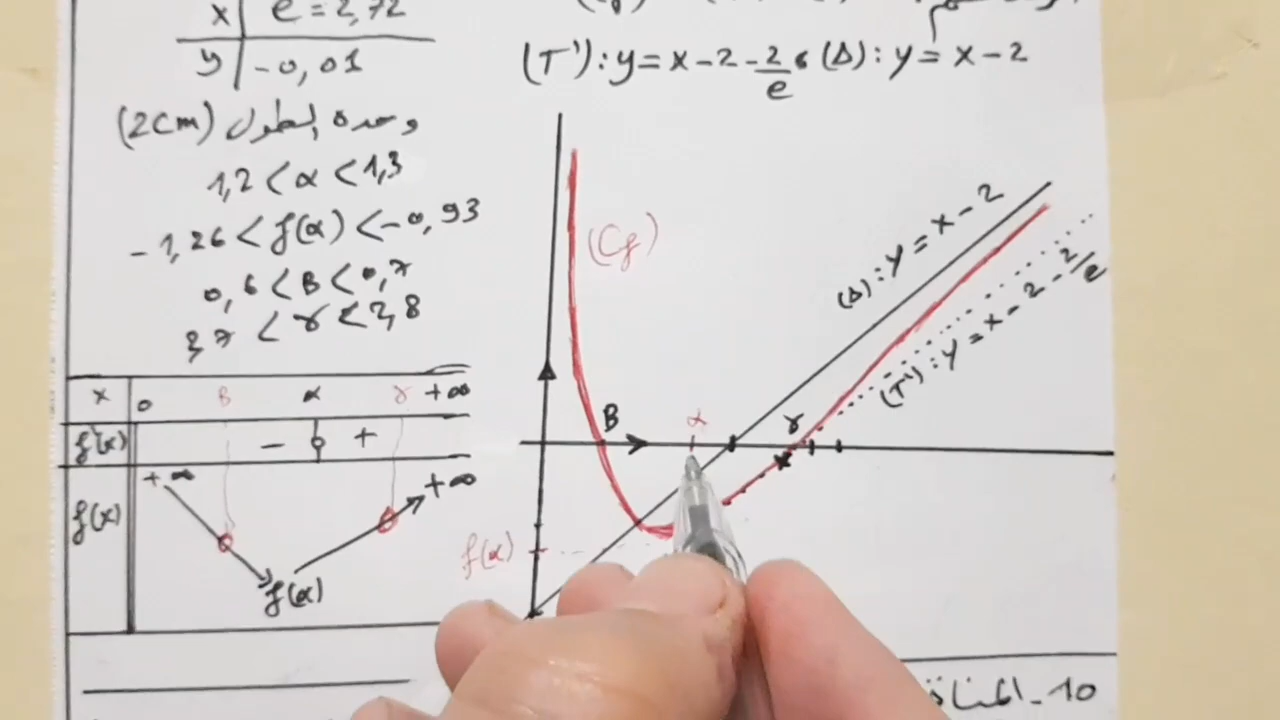 x | e = 2,72
y | -0,01
(T'): y = x - 2 - 2/e ، (Δ): y = x - 2
وحدة الطول (2cm)
1,2 < α < 1,3
-1,26 < f(α) < -0,93
0,6 < B < 0,7
2,7 < γ < 2,8
x 0 B α γ +∞
f'(x) - 0 +
f(x) +∞ f(α) +∞
(Cf)
(Δ): y = x - 2
(T'): y = x - 2 - 2/e
B α γ
f(α)